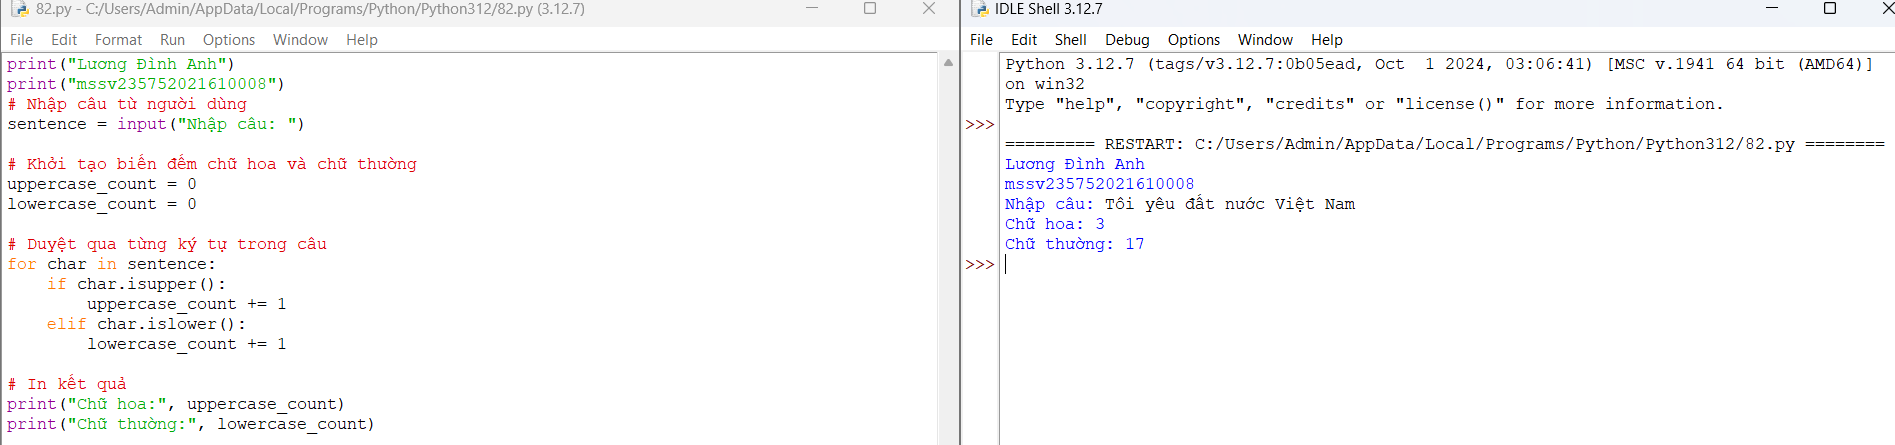 82.py - C:/Users/Admin/AppData/Local/Programs/Python/Python312/82.py (3.12.7)
File Edit Format Run Options Window Help
print("Lương Đình Anh")
print("mssv235752021610008")
# Nhập câu từ người dùng
sentence = input("Nhập câu: ")
# Khởi tạo biến đếm chữ hoa và chữ thường
uppercase_count = 0
lowercase_count = 0
# Duyệt qua từng ký tự trong câu
for char in sentence:
    if char.isupper():
        uppercase_count += 1
    elif char.islower():
        lowercase_count += 1
# In kết quả
print("Chữ hoa:", uppercase_count)
print("Chữ thường:", lowercase_count)
IDLE Shell 3.12.7
File Edit Shell Debug Options Window Help
Python 3.12.7 (tags/v3.12.7:0b05ead, Oct  1 2024, 03:06:41) [MSC v.1941 64 bit (AMD64)]
on win32
Type "help", "copyright", "credits" or "license()" for more information.
>>>
========= RESTART: C:/Users/Admin/AppData/Local/Programs/Python/Python312/82.py ========
Lương Đình Anh
mssv235752021610008
Nhập câu: Tôi yêu đất nước Việt Nam
Chữ hoa: 3
Chữ thường: 17
>>>